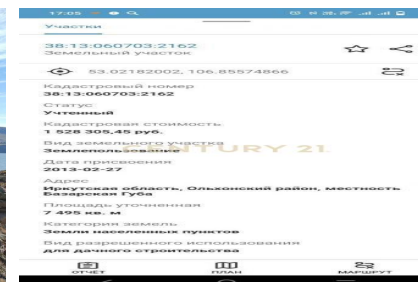 17:05
Участки
38:13:060703:2162
Земельный участок
53.02182002, 106.85574866
Кадастровый номер
38:13:060703:2162
Статус
Учтенный
Кадастровая стоимость
1 528 305,45 руб.
Вид земельного участка
Землепользование
CENTURY 21
Дата присвоения
2013-02-27
Адрес
Иркутская область, Ольхонский район, местность
Базарская Губа
Площадь уточненная
7 495 кв. м
Категория земель
Земли населенных пунктов
Вид разрешенного использования
для дачного строительства
ОТЧЕТ ПЛАН МАРШРУТ